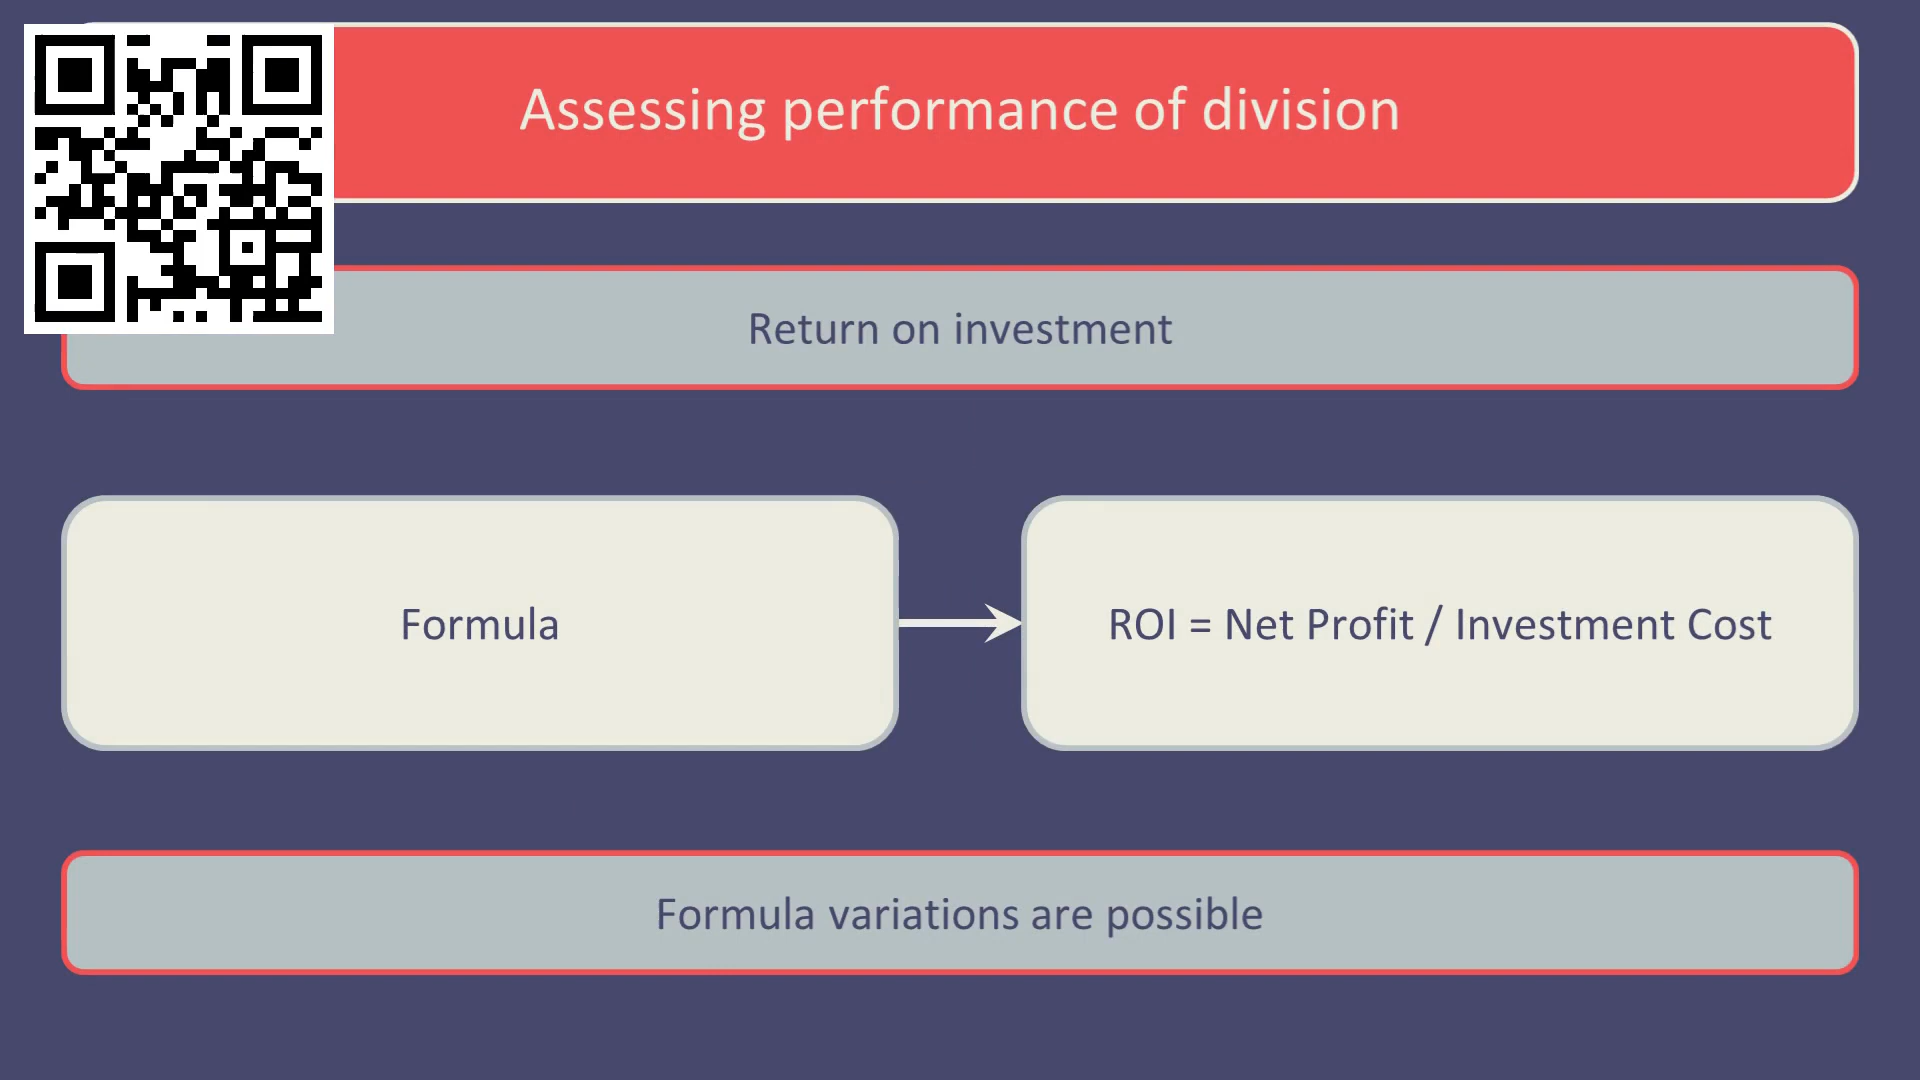 Assessing performance of division
Return on investment
Formula
ROI = Net Profit / Investment Cost
Formula variations are possible